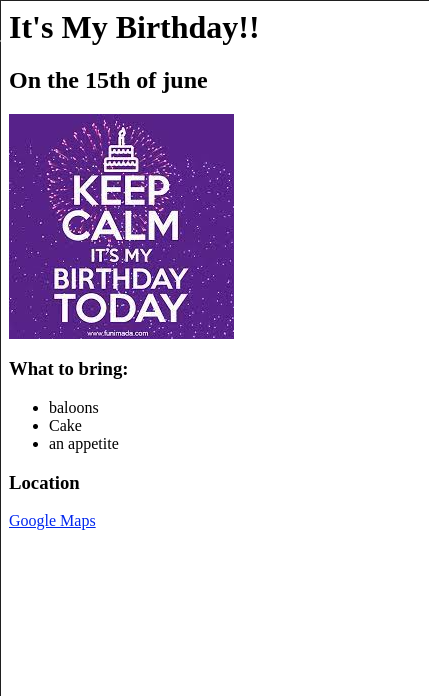 It's My Birthday!!
On the 15th of june
KEEP
CALM
IT'S MY
BIRTHDAY
TODAY
www.funimada.com
What to bring:
baloons
Cake
an appetite
Location
Google Maps